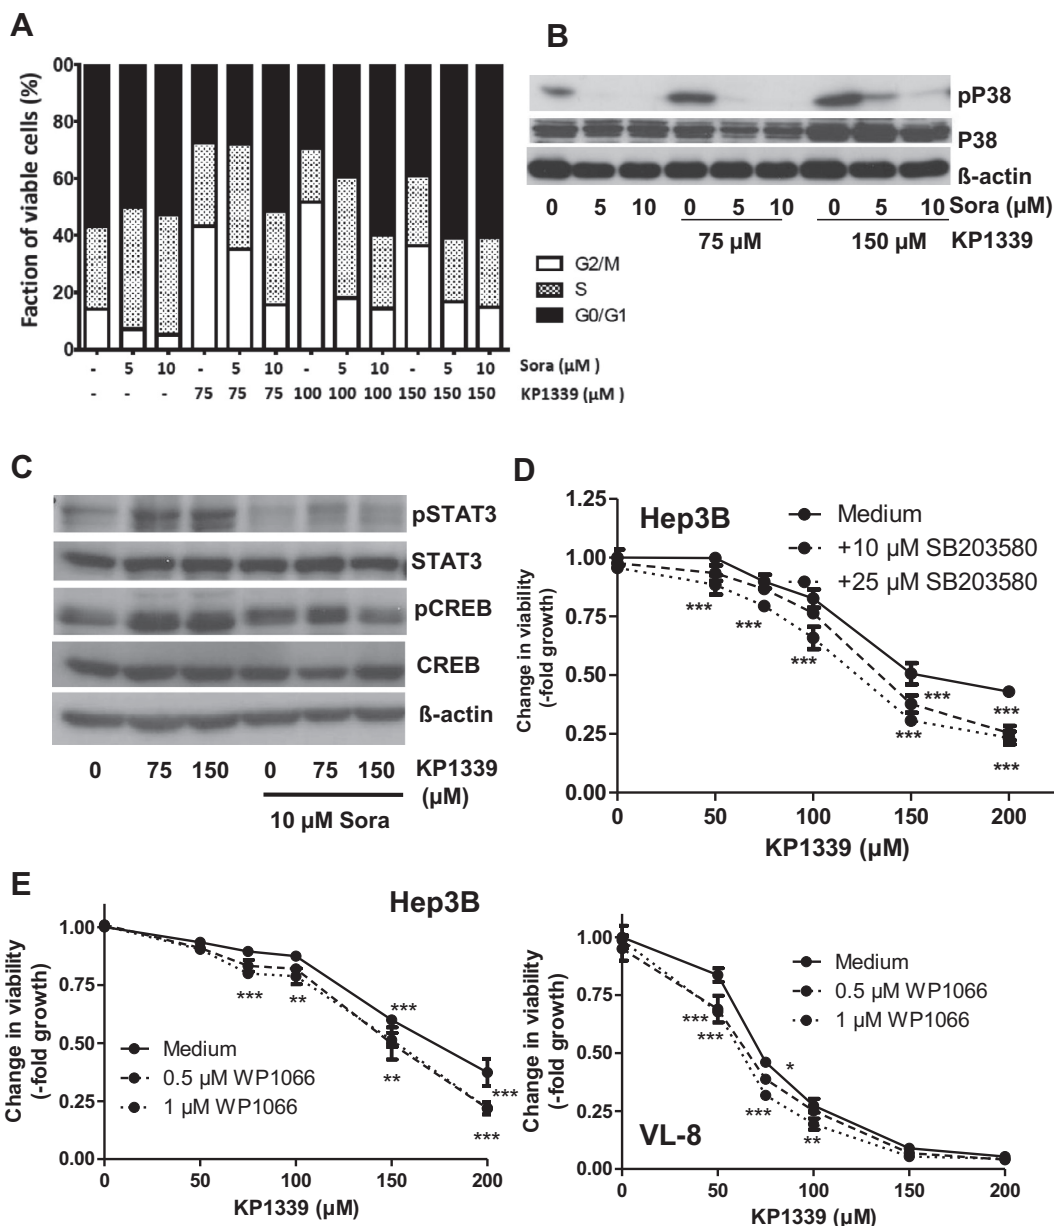 A
Faction of viable cells (%)
00
80
60
40
20
0
- 5 10 - 5 10 - 5 10 - 5 10 Sora (µM )
- - - 75 75 75 100 100 100 150 150 150 KP1339 (µM )
G2/M
S
G0/G1
B
pP38
P38
ß-actin
0 5 10 0 5 10 0 5 10 Sora (µM)
75 µM 150 µM KP1339
C
pSTAT3
STAT3
pCREB
CREB
ß-actin
0 75 150 0 75 150 KP1339
(µM)
10 µM Sora
D
Hep3B
Medium
+10 µM SB203580
+25 µM SB203580
Change in viability
(-fold growth)
1.25
1.00
0.75
0.50
0.25
0.00
*** *** *** *** *** *** ***
0 50 100 150 200
KP1339 (µM)
E
Hep3B
Change in viability
(-fold growth)
1.00
0.75
0.50
0.25
0.00
*** ** *** ** *** ***
Medium
0.5 µM WP1066
1 µM WP1066
0 50 100 150 200
KP1339 (µM)
Change in viability
(-fold growth)
1.00
0.75
0.50
0.25
0.00
Medium
0.5 µM WP1066
1 µM WP1066
*** *** * *** **
VL-8
0 50 100 150 200
KP1339 (µM)